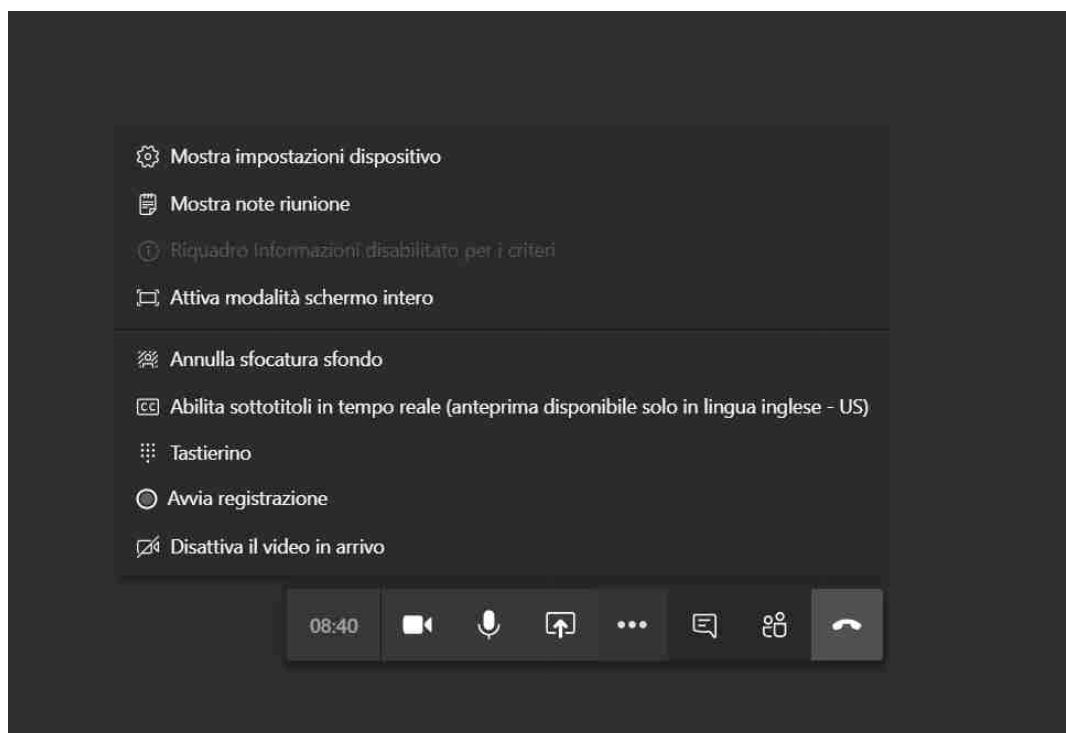 Mostra impostazioni dispositivo
Mostra note riunione
Riquadro Informazioni disabilitato per i criteri
Attiva modalità schermo intero
Annulla sfocatura sfondo
CC Abilita sottotitoli in tempo reale (anteprima disponibile solo in lingua inglese - US)
Tastierino
Avvia registrazione
Disattiva il video in arrivo
08:40